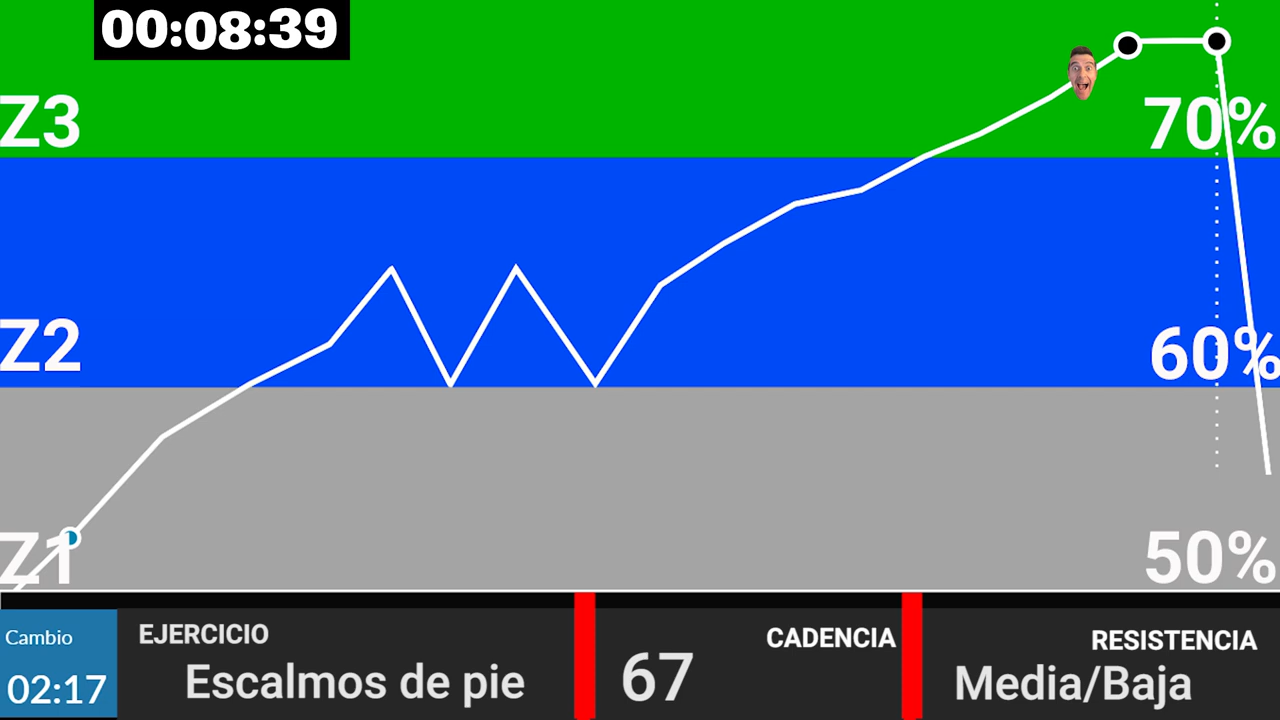 00:08:39
Z3
70%
Z2
60%
Z1
50%
Cambio
02:17
EJERCICIO
Escalmos de pie
CADENCIA
67
RESISTENCIA
Media/Baja